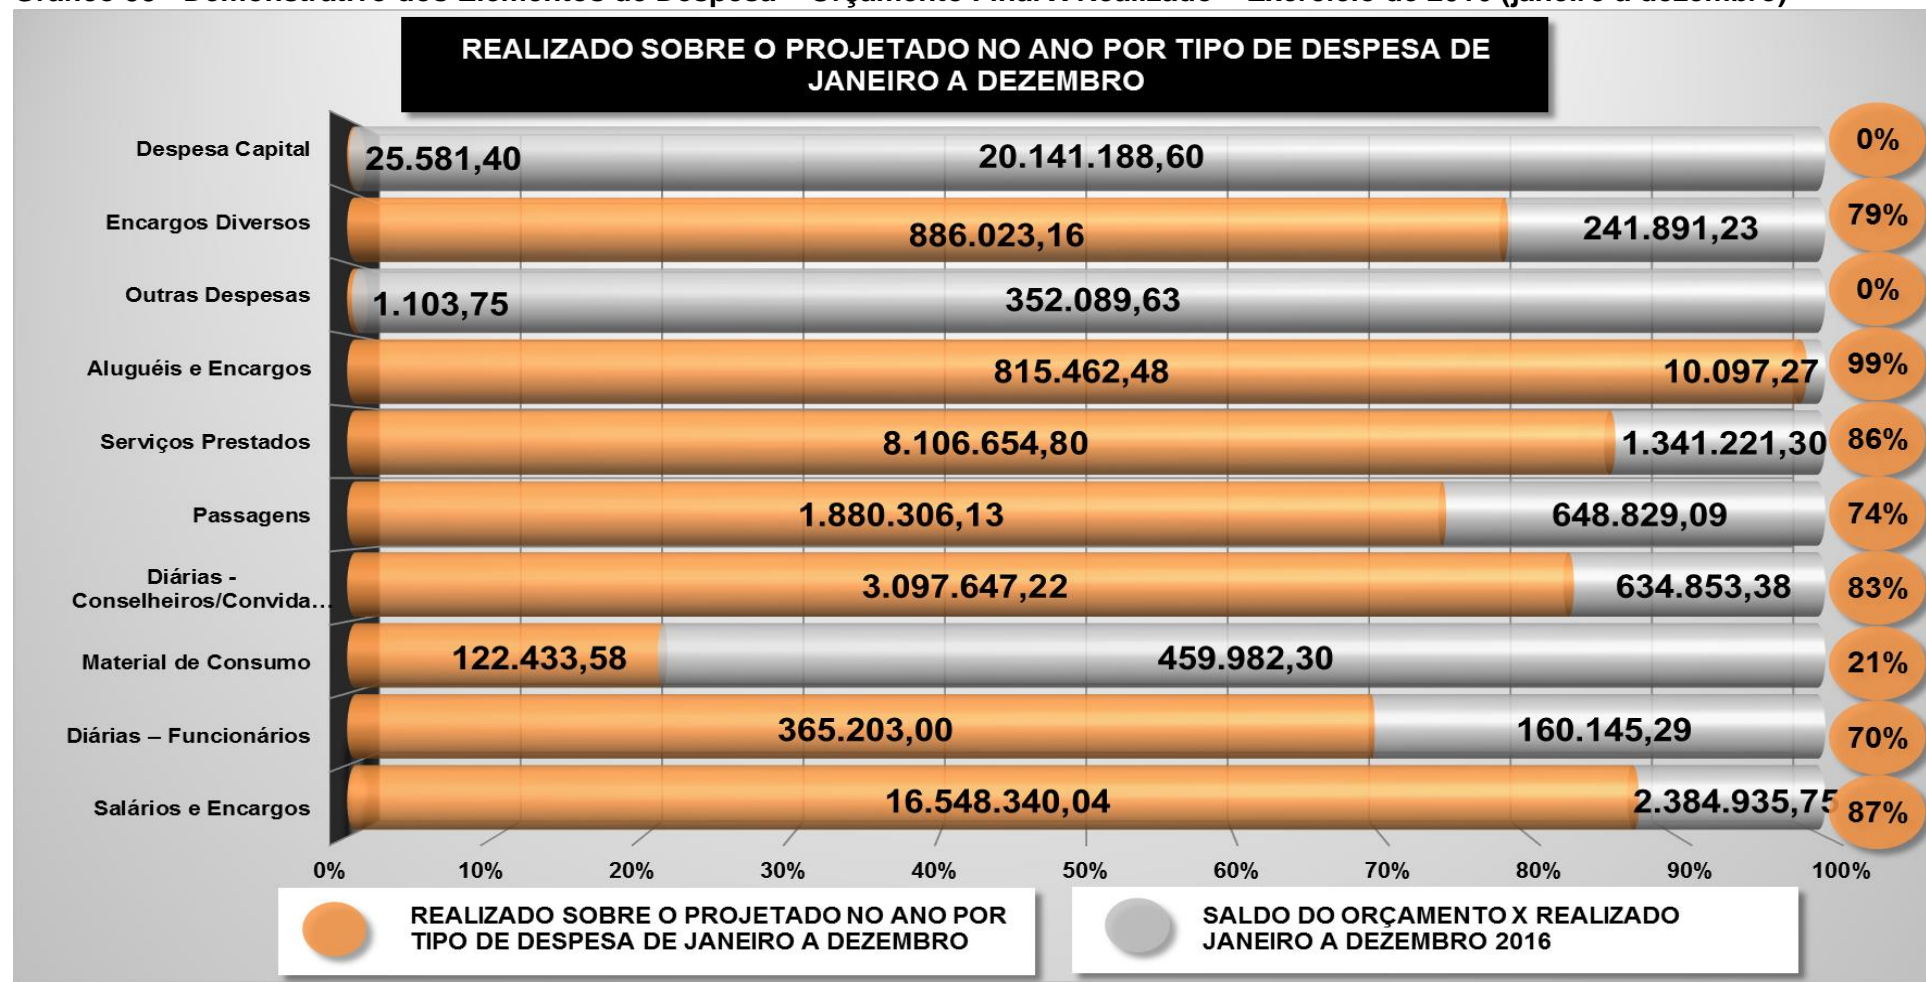 REALIZADO SOBRE O PROJETADO NO ANO POR TIPO DE DESPESA DE
JANEIRO A DEZEMBRO
Despesa Capital 25.581,40 20.141.188,60 0%
Encargos Diversos 886.023,16 241.891,23 79%
Outras Despesas 1.103,75 352.089,63 0%
Aluguéis e Encargos 815.462,48 10.097,27 99%
Serviços Prestados 8.106.654,80 1.341.221,30 86%
Passagens 1.880.306,13 648.829,09 74%
Diárias -
Conselheiros/Convida... 3.097.647,22 634.853,38 83%
Material de Consumo 122.433,58 459.982,30 21%
Diárias – Funcionários 365.203,00 160.145,29 70%
Salários e Encargos 16.548.340,04 2.384.935,75 87%
0% 10% 20% 30% 40% 50% 60% 70% 80% 90% 100%
REALIZADO SOBRE O PROJETADO NO ANO POR
TIPO DE DESPESA DE JANEIRO A DEZEMBRO
SALDO DO ORÇAMENTO X REALIZADO
JANEIRO A DEZEMBRO 2016